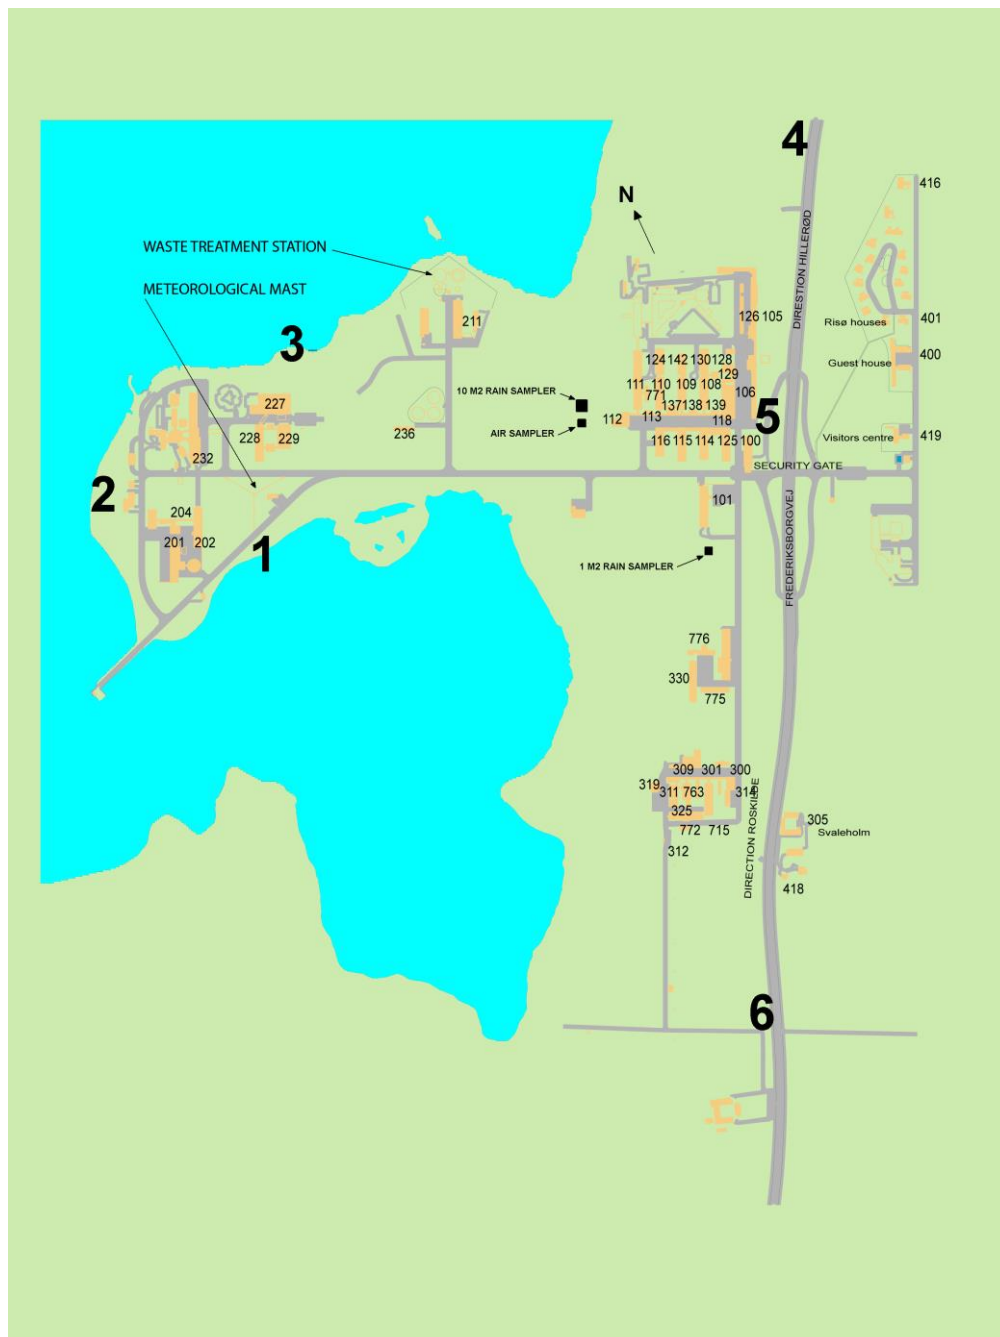 4
N
416
WASTE TREATMENT STATION
METEOROLOGICAL MAST
DIRESTION HILLERØD
126 105
211
Risø houses
401
3
124 142 130 128
400
Guest house
129
111 110 109 108
106
10 M2 RAIN SAMPLER
771
227
137 138 139
5
113
112
118
AIR SAMPLER
236
228 229
116 115 114 125 100
Visitors centre
419
232
SECURITY GATE
2
101
204
201 202
1
FREDERIKSBORGVEJ
1 M2 RAIN SAMPLER
776
330
775
309 301 300
319
311 763 314
325
772 715
DIRECTION ROSKILDE
305
Svaleholm
312
418
6